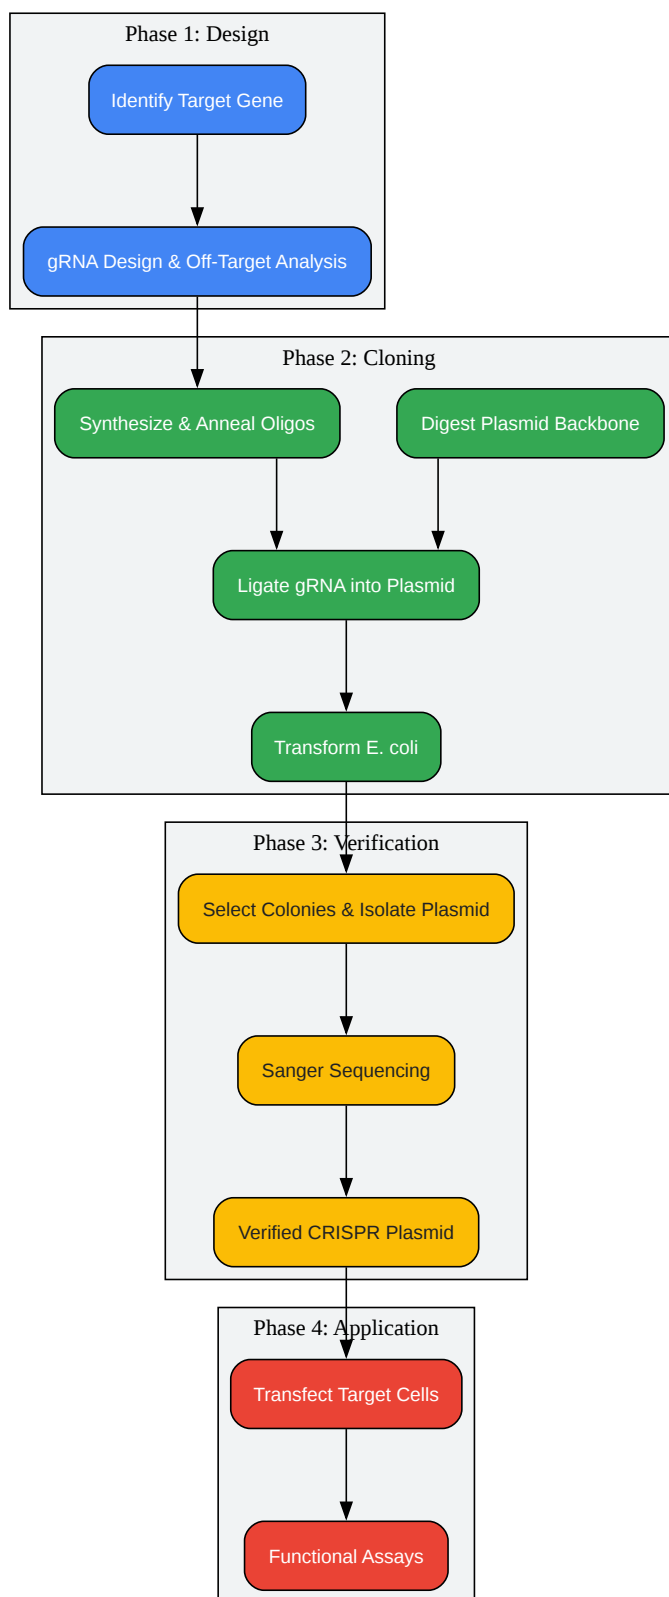 Phase 1: Design
Identify Target Gene
gRNA Design & Off-Target Analysis
Phase 2: Cloning
Synthesize & Anneal Oligos
Digest Plasmid Backbone
Ligate gRNA into Plasmid
Transform E. coli
Phase 3: Verification
Select Colonies & Isolate Plasmid
Sanger Sequencing
Verified CRISPR Plasmid
Phase 4: Application
Transfect Target Cells
Functional Assays